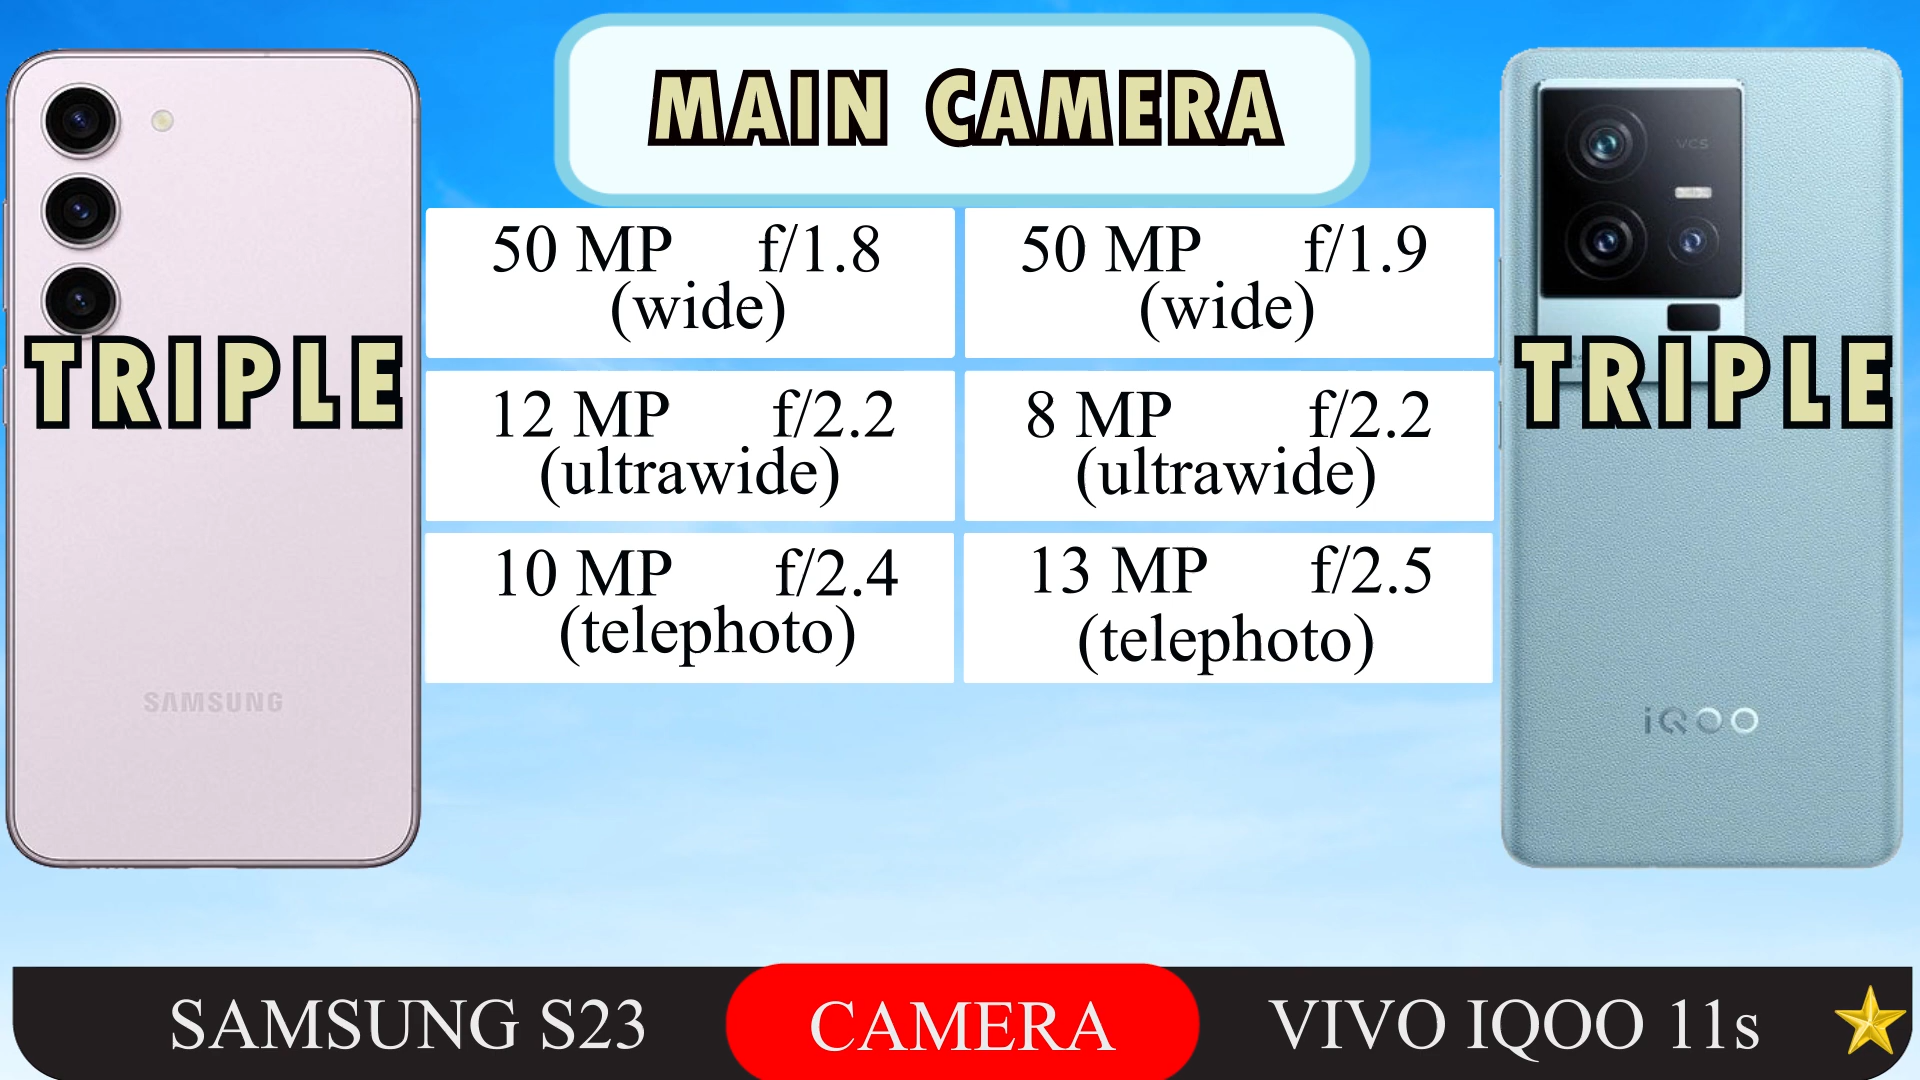 MAIN CAMERA
VCS
50 MP f/1.8
(wide)
50 MP f/1.9
(wide)
TRIPLE
TRIPLE
12 MP f/2.2
(ultrawide)
8 MP f/2.2
(ultrawide)
10 MP f/2.4
(telephoto)
13 MP f/2.5
(telephoto)
SAMSUNG
iQOO
SAMSUNG S23
CAMERA
VIVO IQOO 11s